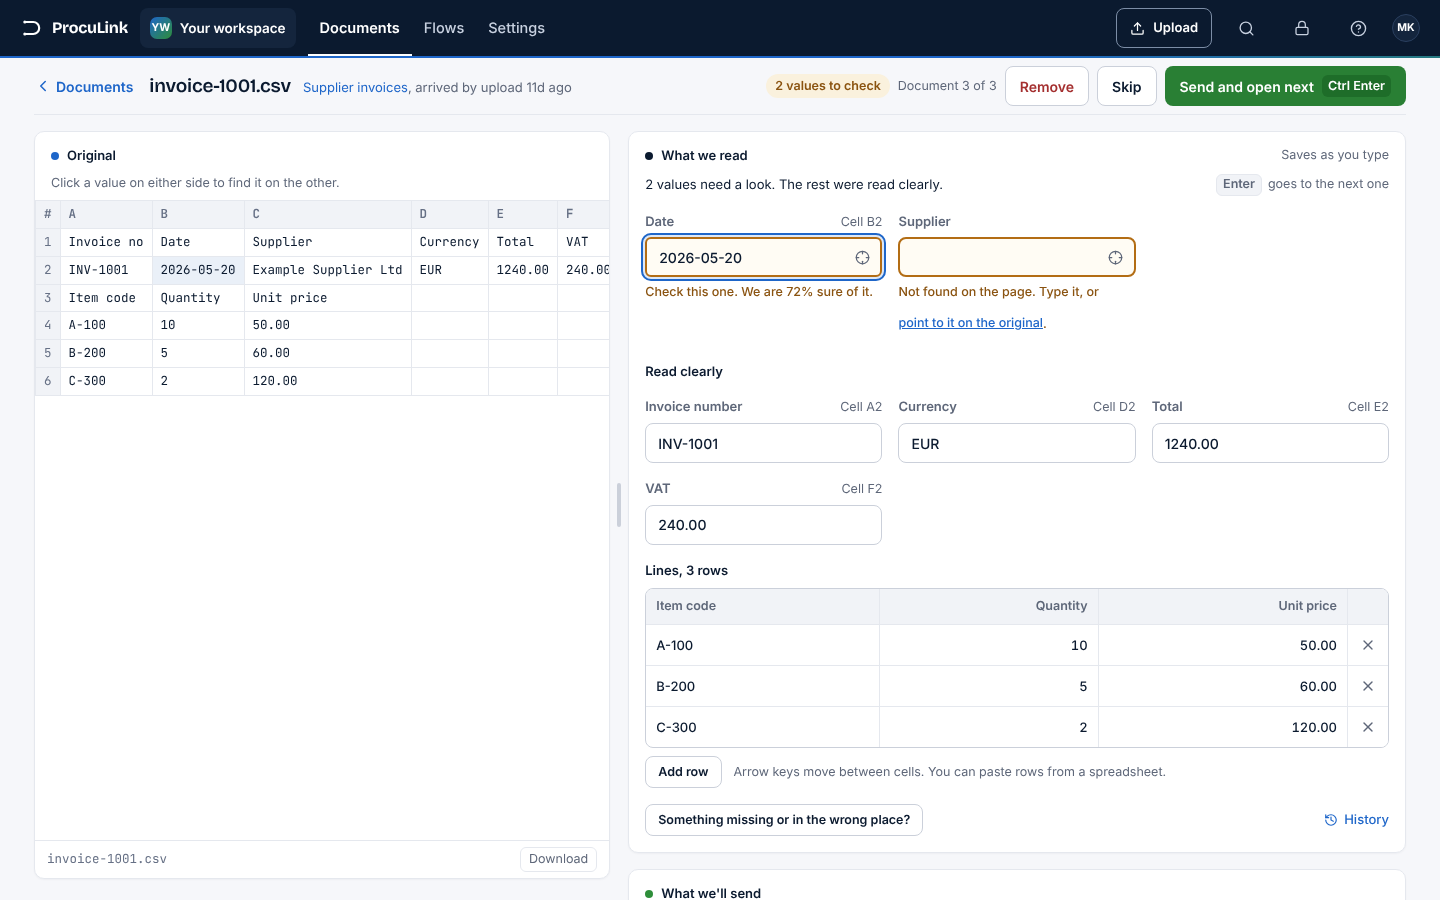 ProcuLink YW Your workspace Documents Flows Settings Upload MK
Documents invoice-1001.csv Supplier invoices, arrived by upload 11d ago 2 values to check Document 3 of 3 Remove Skip Send and open next Ctrl Enter
Original
Click a value on either side to find it on the other.
# A B C D E F
1 Invoice no Date Supplier Currency Total VAT
2 INV-1001 2026-05-20 Example Supplier Ltd EUR 1240.00 240.00
3 Item code Quantity Unit price
4 A-100 10 50.00
5 B-200 5 60.00
6 C-300 2 120.00
invoice-1001.csv Download
What we read Saves as you type
2 values need a look. The rest were read clearly. Enter goes to the next one
Date Cell B2 Supplier
2026-05-20
Check this one. We are 72% sure of it. Not found on the page. Type it, or
point to it on the original.
Read clearly
Invoice number Cell A2 Currency Cell D2 Total Cell E2
INV-1001 EUR 1240.00
VAT Cell F2
240.00
Lines, 3 rows
Item code Quantity Unit price
A-100 10 50.00
B-200 5 60.00
C-300 2 120.00
Add row Arrow keys move between cells. You can paste rows from a spreadsheet.
Something missing or in the wrong place? History
What we'll send